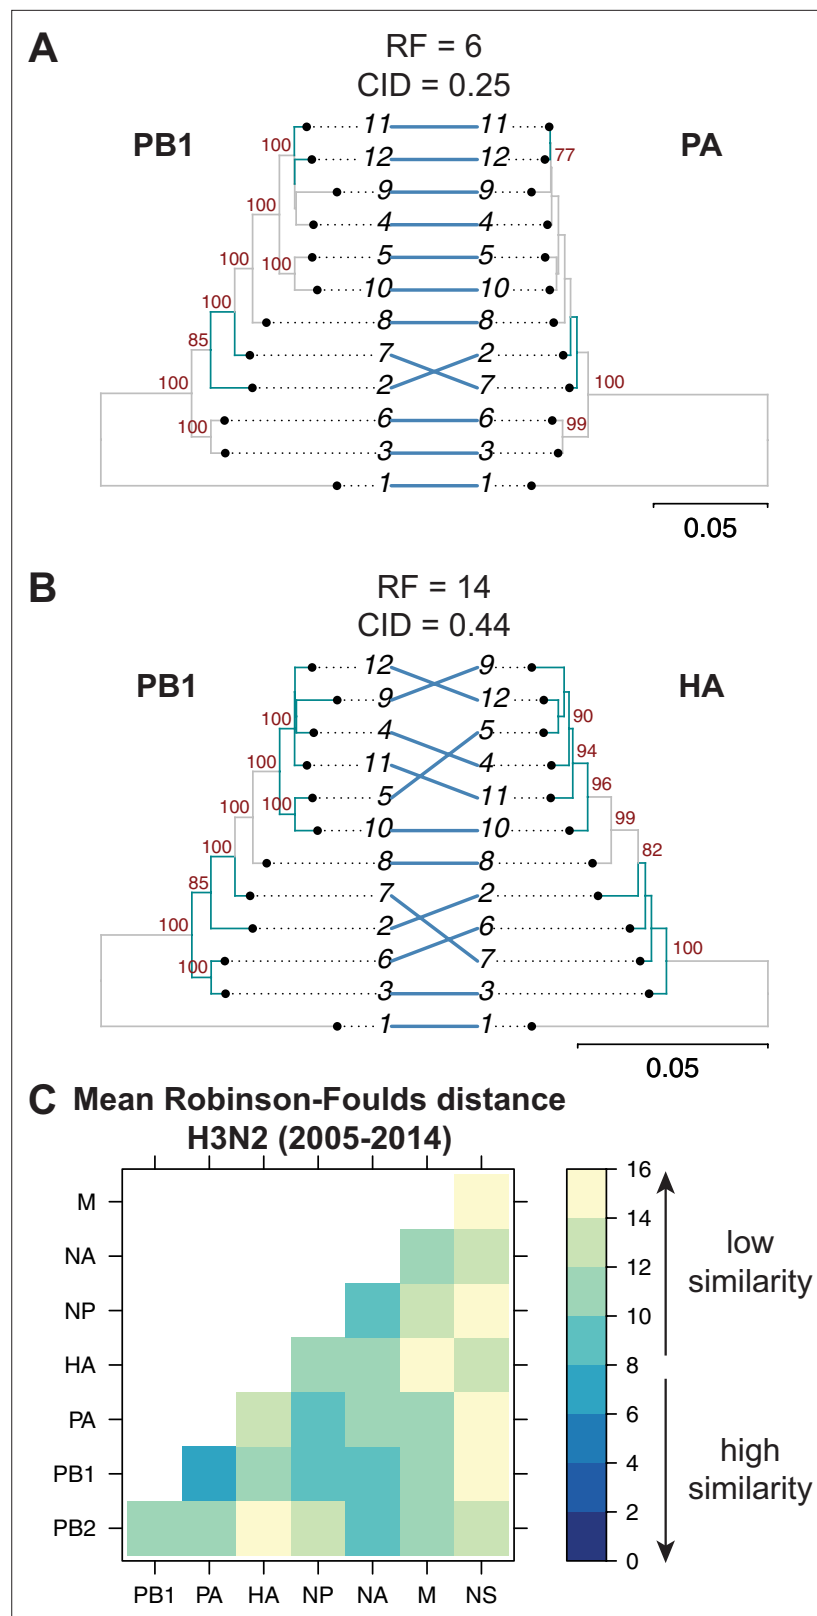 A
RF = 6
CID = 0.25
PB1
PA
11 11
12 12
9 9
4 4
5 5
10 10
8 8
7 2
2 7
6 6
3 3
1 1
100
100
100
100
100
85
100
100
77
100
99
0.05
B
RF = 14
CID = 0.44
PB1
HA
12 9
9 12
4 5
11 4
5 11
10 10
8 8
7 2
2 6
6 7
3 3
1 1
100
100
100
100
100
85
100
100
90
94
96
99
82
100
0.05
C Mean Robinson-Foulds distance
H3N2 (2005-2014)
M
NA
NP
HA
PA
PB1
PB2
PB1 PA HA NP NA M NS
16
14
12
10
8
6
4
2
0
low
similarity
high
similarity